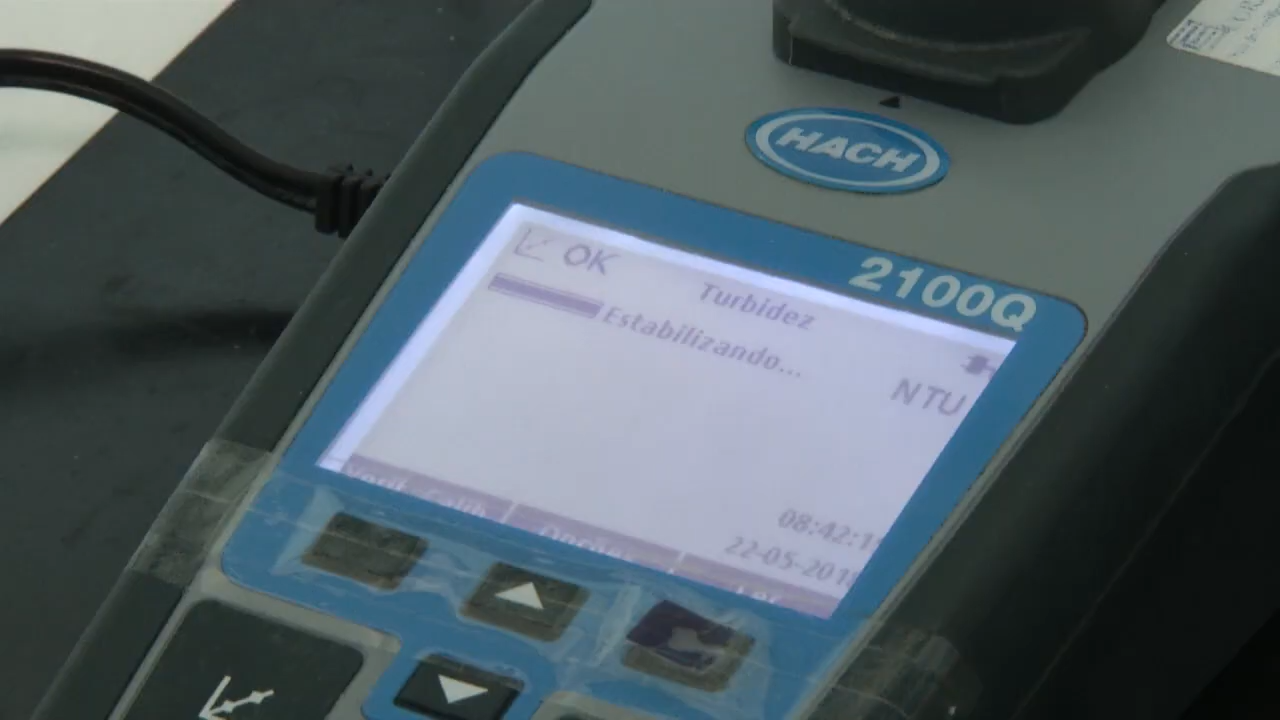 HACH
2100Q
OK
Turbidez
Estabilizando...
NTU
08:42:1
22-05-201